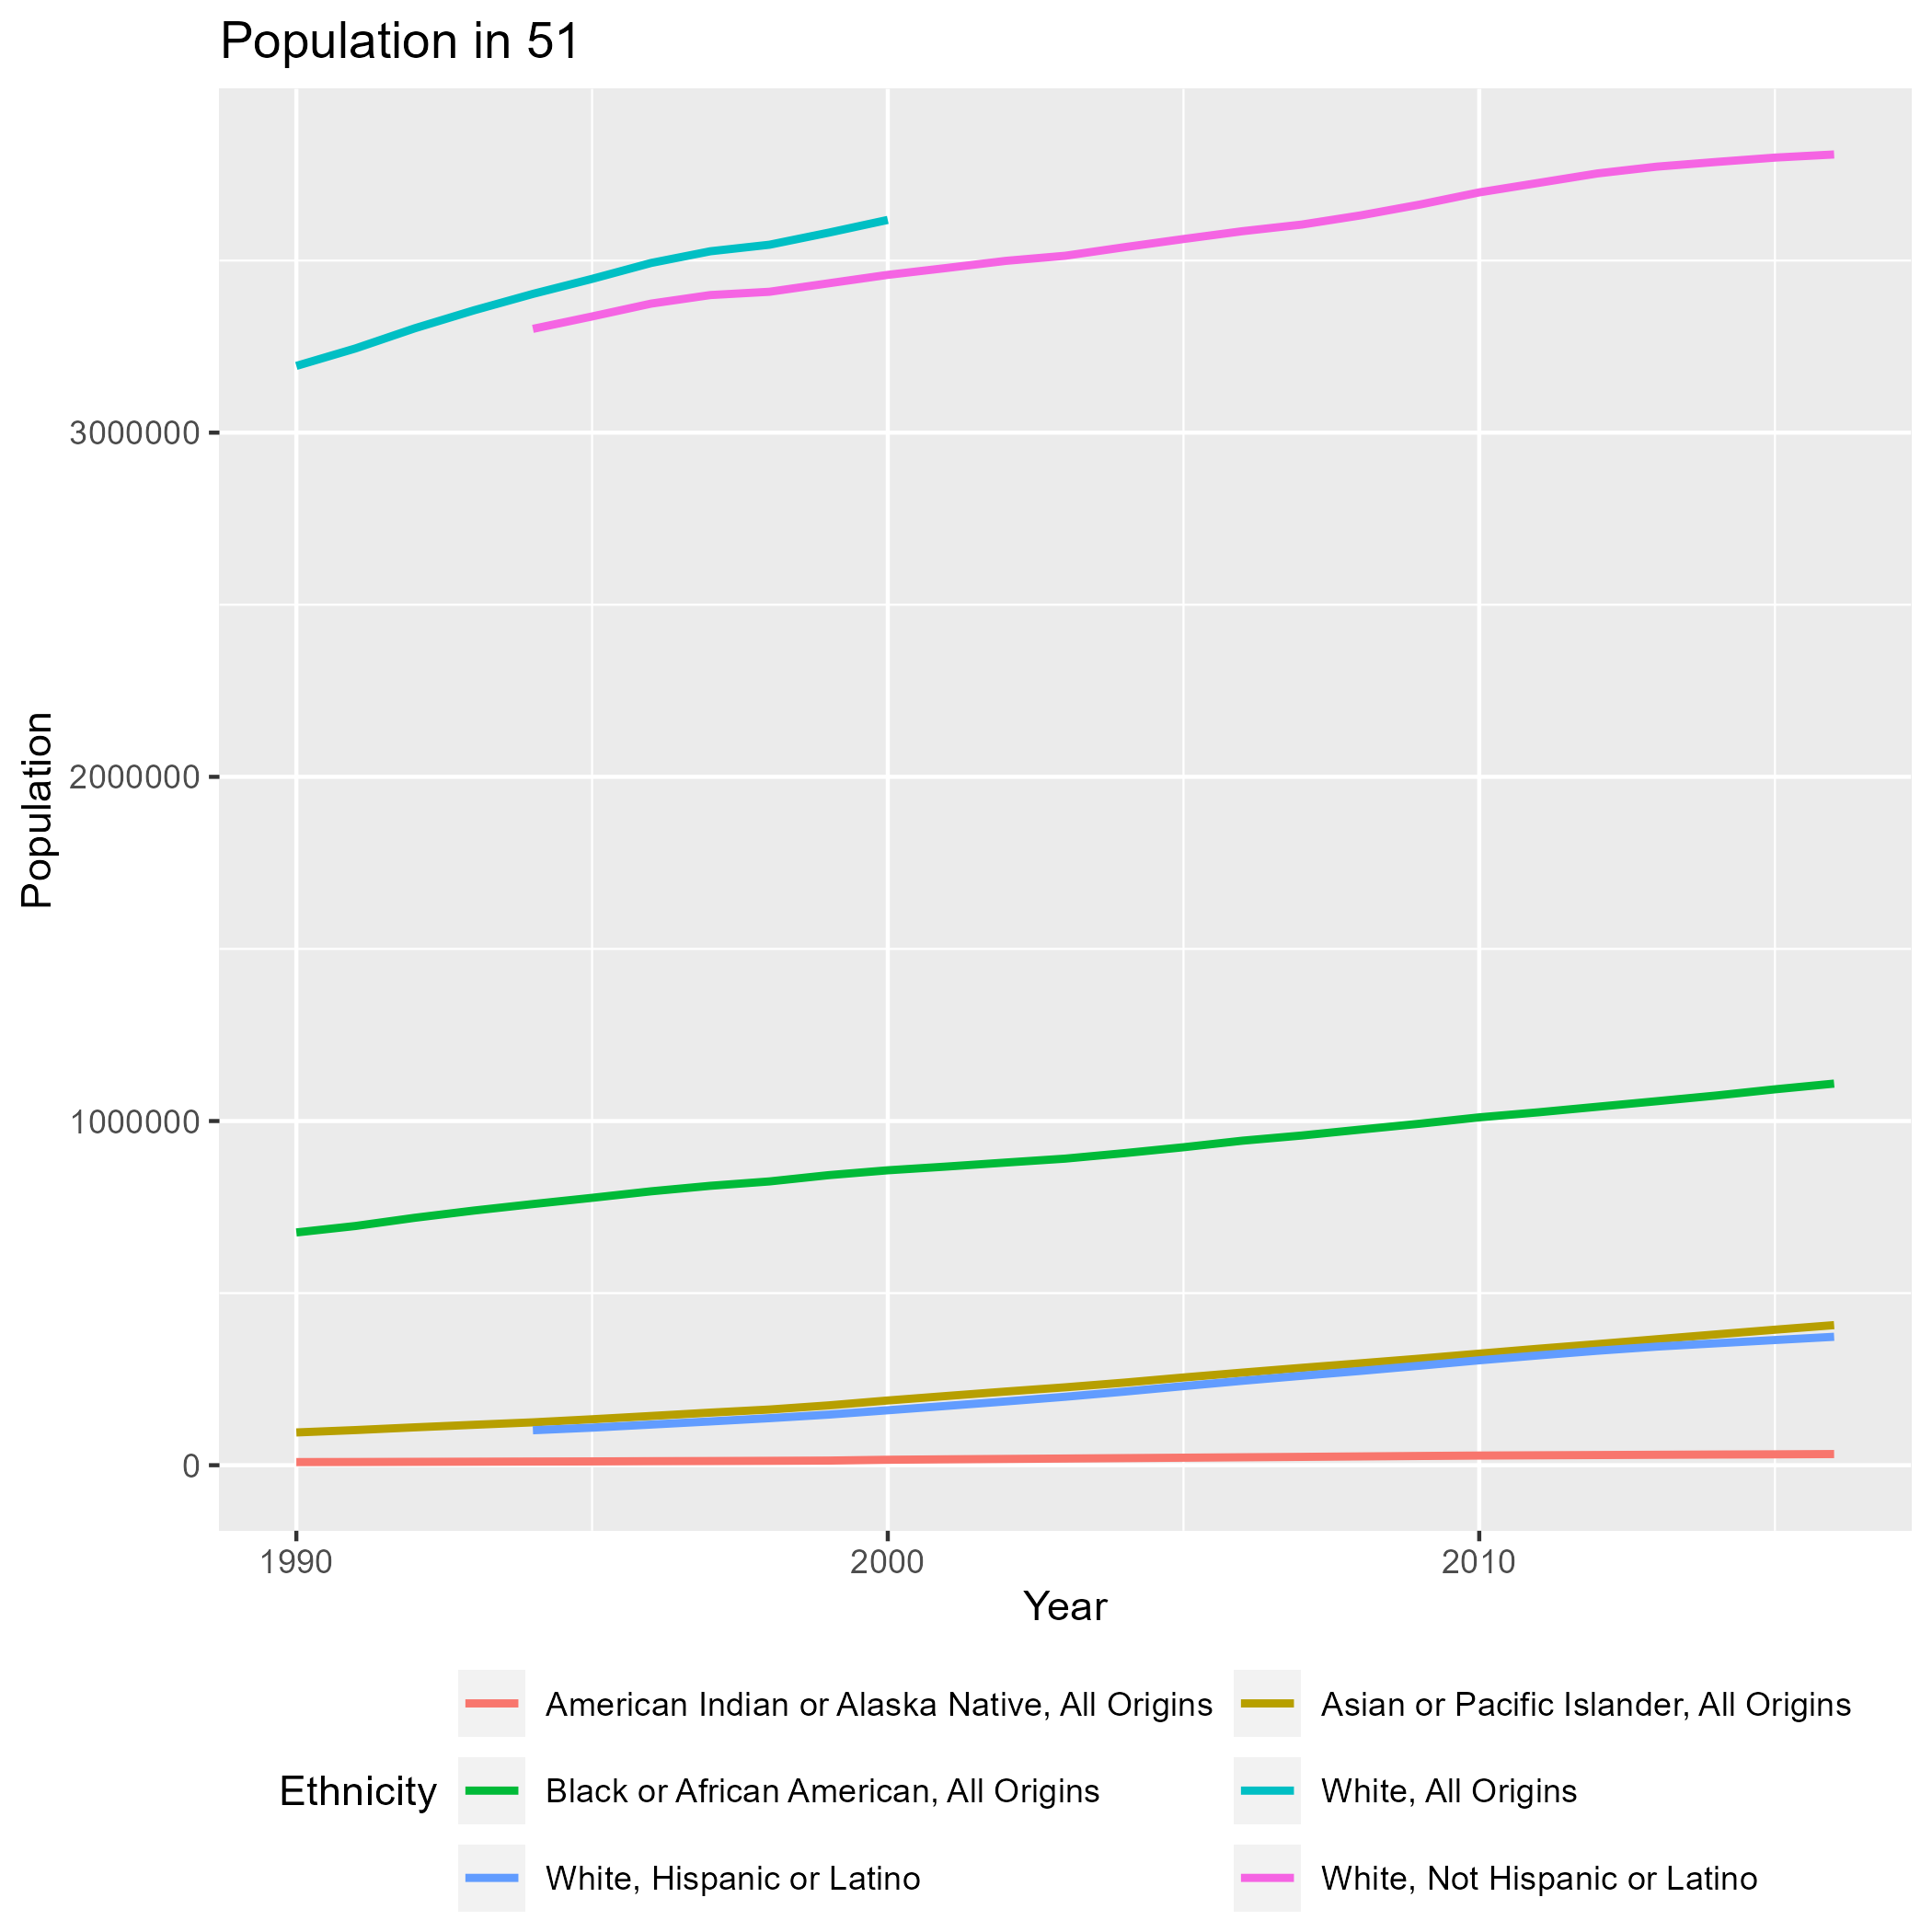 Population in 51
Population
3000000
2000000
1000000
0
1990
2000
2010
Year
Ethnicity
American Indian or Alaska Native, All Origins
Asian or Pacific Islander, All Origins
Black or African American, All Origins
White, All Origins
White, Hispanic or Latino
White, Not Hispanic or Latino